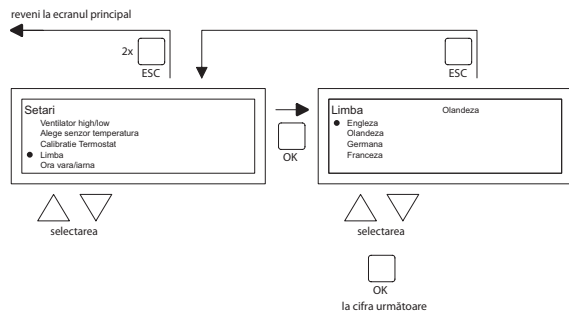 reveni la ecranul principal
2x
ESC
ESC
Setari
Ventilator high/low
Alege senzor temperatura
Calibratie Termostat
Limba
Ora vara/iarna
OK
Limba Olandeza
Engleza
Olandeza
Germana
Franceza
selectarea
selectarea
OK
la cifra următoare